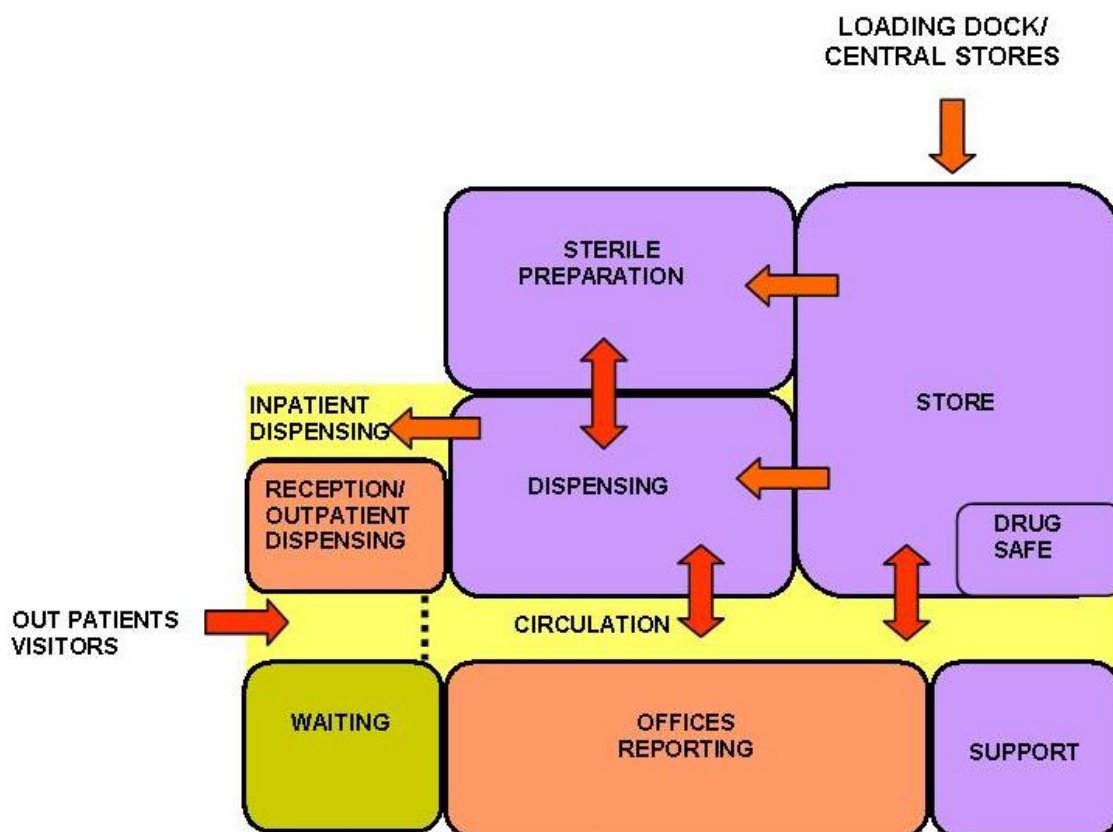 LOADING DOCK/
CENTRAL STORES
STERILE
PREPARATION
STORE
INPATIENT
DISPENSING
DISPENSING
RECEPTION/
OUTPATIENT
DISPENSING
DRUG
SAFE
OUT PATIENTS
VISITORS
CIRCULATION
WAITING
OFFICES
REPORTING
SUPPORT